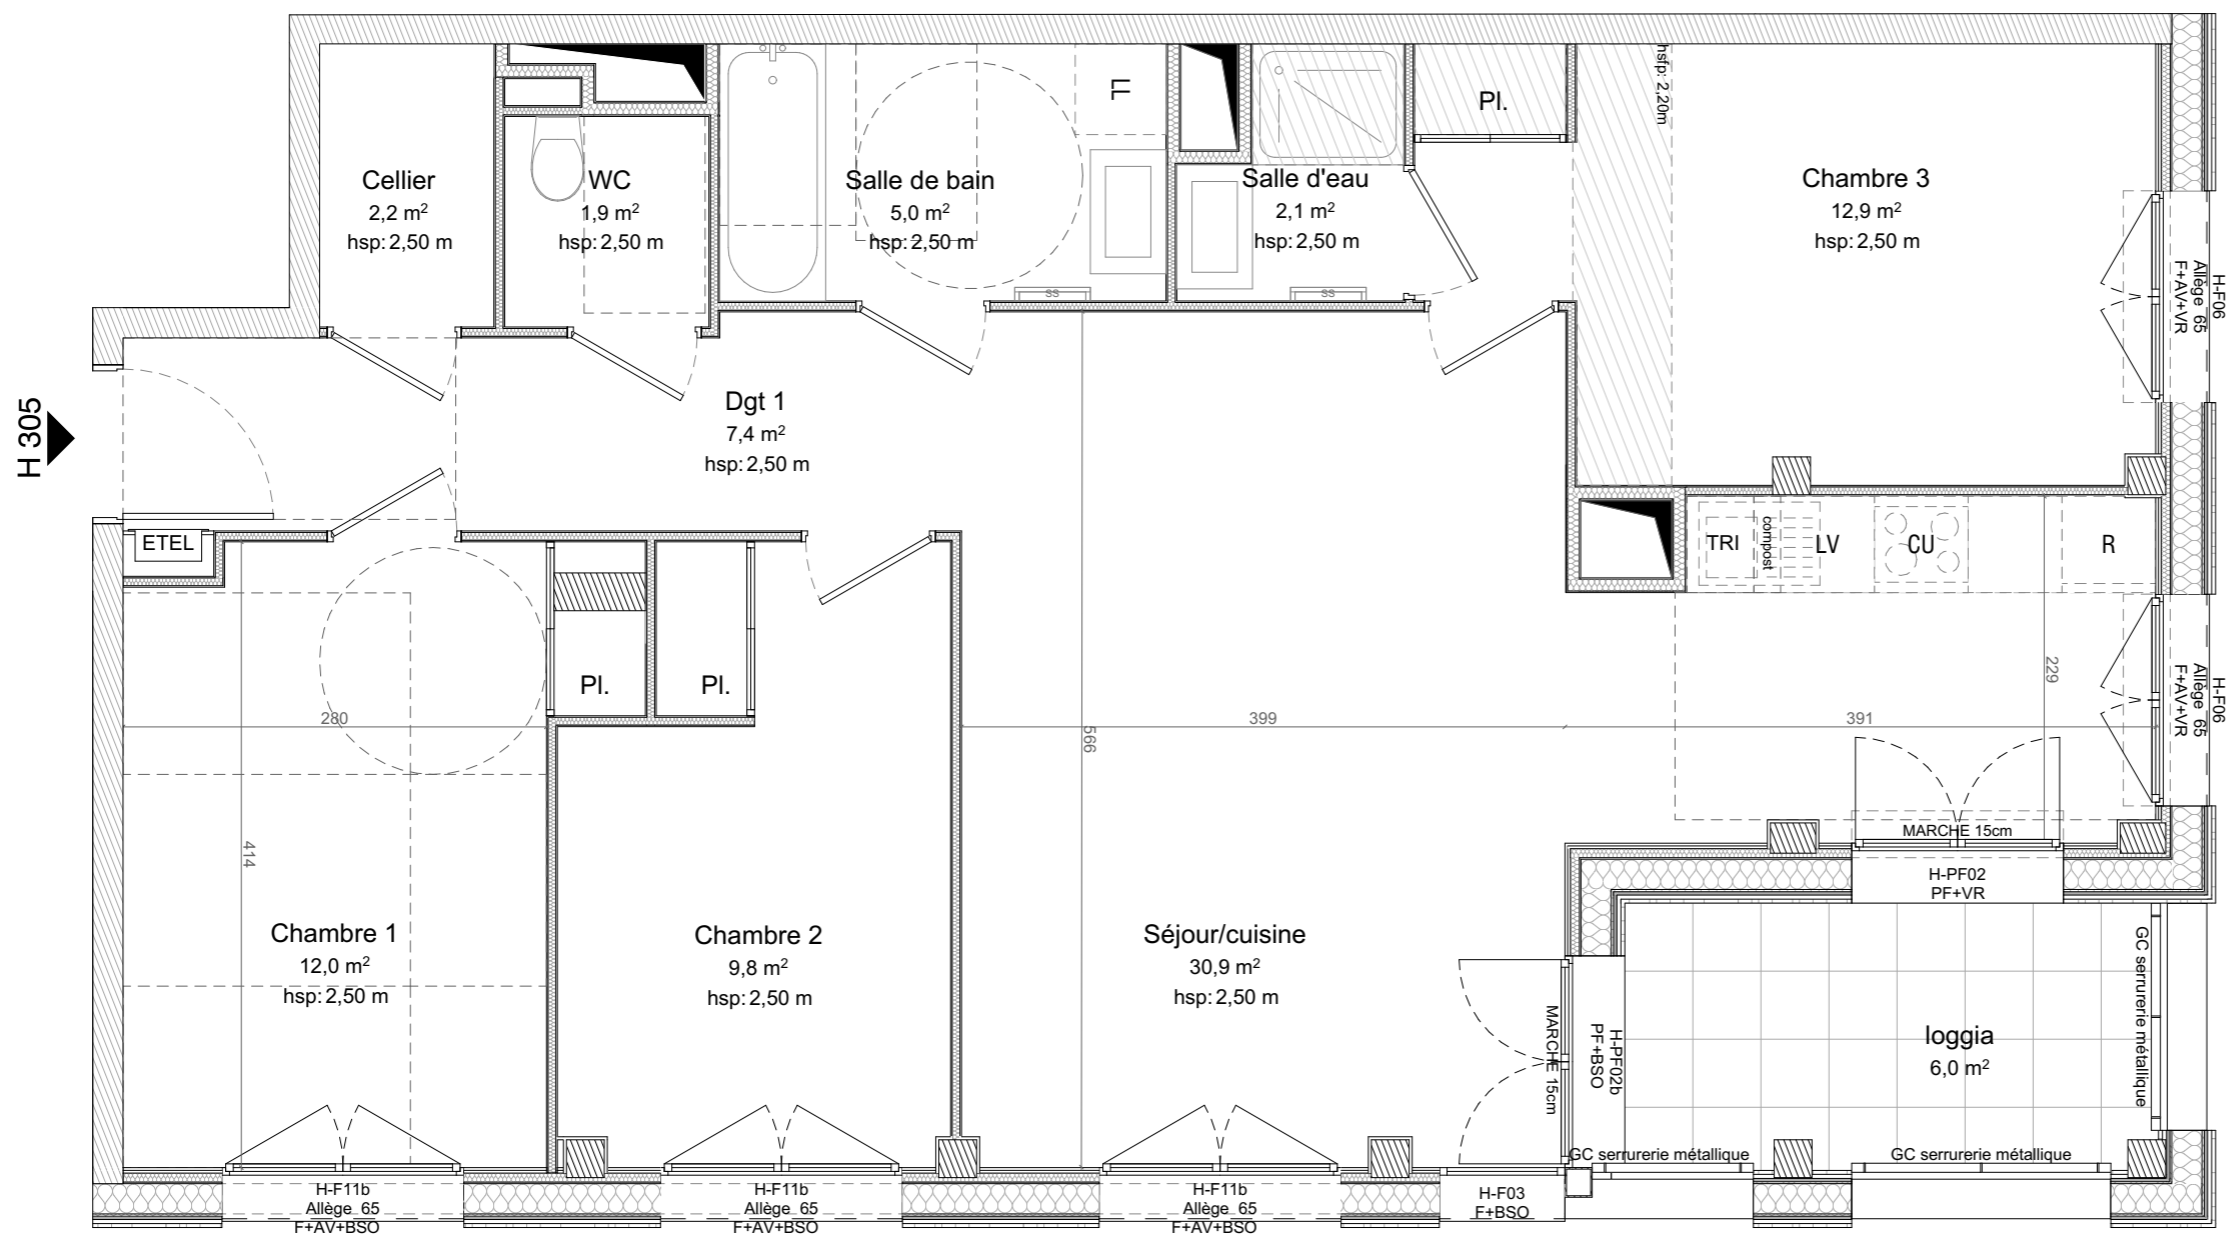 H 305
Cellier
2,2 m²
hsp: 2,50 m
WC
1,9 m²
hsp: 2,50 m
Salle de bain
5,0 m²
hsp: 2,50 m
LL
SS
Salle d'eau
2,1 m²
hsp: 2,50 m
SS
Pl.
hsfp: 2,20m
Chambre 3
12,9 m²
hsp: 2,50 m
H-F06
Allège 65
F+AV+VR
Dgt 1
7,4 m²
hsp: 2,50 m
ETEL
Pl.
Pl.
TRI
compost
LV
CU
R
H-F06
Allège 65
F+AV+VR
280
414
399
566
391
229
MARCHE 15cm
H-PF02
PF+VR
Chambre 1
12,0 m²
hsp: 2,50 m
Chambre 2
9,8 m²
hsp: 2,50 m
Séjour/cuisine
30,9 m²
hsp: 2,50 m
MARCHE 15cm
H-PF02b
PF+BSO
loggia
6,0 m²
GC serrurerie métallique
GC serrurerie métallique
GC serrurerie métallique
H-F11b
Allège 65
F+AV+BSO
H-F11b
Allège 65
F+AV+BSO
H-F11b
Allège 65
F+AV+BSO
H-F03
F+BSO